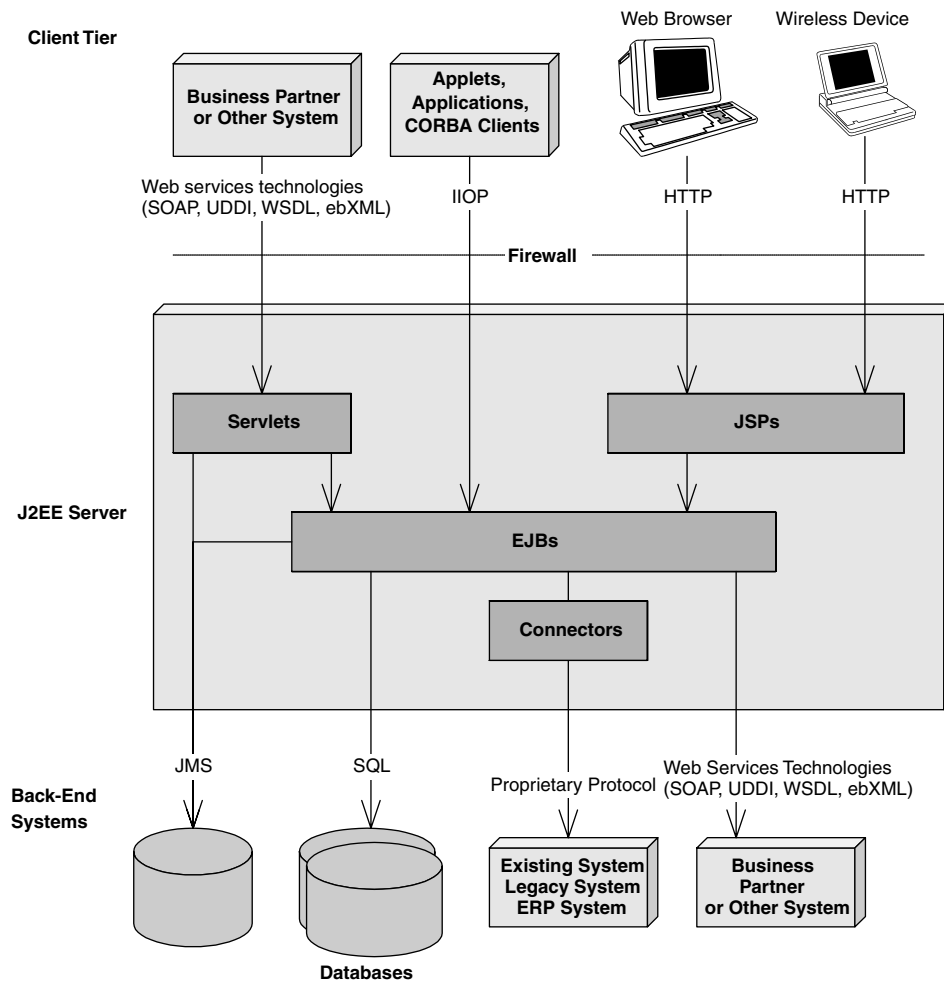 Web Browser
Wireless Device
Client Tier
Business Partner
or Other System
Applets,
Applications,
CORBA Clients
Web services technologies
(SOAP, UDDI, WSDL, ebXML)
IIOP
HTTP
HTTP
Firewall
Servlets
JSPs
J2EE Server
EJBs
Connectors
JMS
SQL
Proprietary Protocol
Web Services Technologies
(SOAP, UDDI, WSDL, ebXML)
Back-End
Systems
Existing System
Legacy System
ERP System
Business
Partner
or Other System
Databases